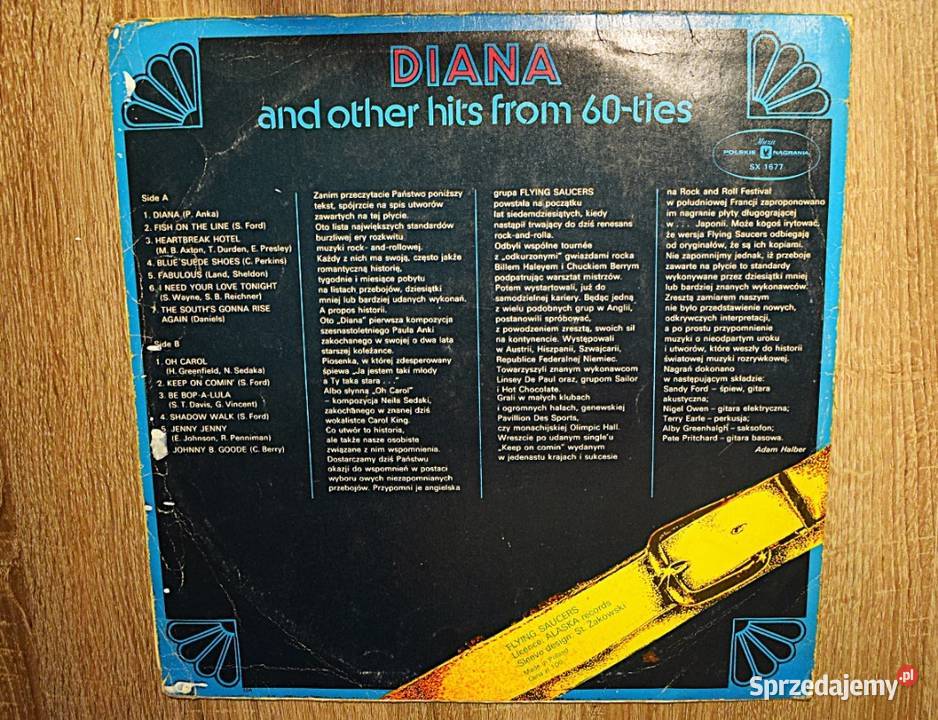 DIANA
and other hits from 60-ties
Muza
POLSKIE NAGRANIA
SX 1677
Side A
1. DIANA (P. Anka)
2. FISH ON THE LINE (S. Ford)
3. HEARTBREAK HOTEL
(M. B. Axton, T. Durden, E. Presley)
4. BLUE SUEDE SHOES (C. Perkins)
5. FABULOUS (Land, Sheldon)
6. I NEED YOUR LOVE TONIGHT
(S. Wayne, S. B. Reichner)
7. THE SOUTH'S GONNA RISE
AGAIN (Daniels)
Side B
1. OH CAROL
(H. Greenfield, N. Sedaka)
2. KEEP ON COMIN' (S. Ford)
3. BE BOP-A-LULA
(S. T. Davis, G. Vincent)
4. SHADOW WALK (S. Ford)
5. JENNY JENNY
(E. Johnson, R. Penniman)
JOHNNY B. GOODE (C. Berry)
Zanim przeczytacie Państwo poniższy
tekst, spójrzcie na spis utworów
zawartych na tej płycie.
Oto lista największych standardów
burzliwej ery rozkwitu
muzyki rock- and-rollowej.
Każdy z nich ma swoją, często jakże
romantyczną historię,
tygodnie i miesiące pobytu
na listach przebojów, dziesiątki
mniej lub bardziej udanych wykonań.
A propos historii.
Oto „Diana" pierwsza kompozycja
szesnastoletniego Paula Anki
zakochanego w swojej o dwa lata
starszej koleżance.
Piosenka, w której zdesperowany
śpiewa „Ja jestem taki młody
a Ty taka stara . . ."
Albo słynna „Oh Carol"
– kompozycja Neila Sedaki,
zakochanego w znanej dziś
wokalistce Carol King.
Co utwór to historia,
ale także nasze osobiste
związane z nim wspomnienia.
Dostarczamy dziś Państwu
okazji do wspomnień w postaci
wyboru owych niezapomnianych
przebojów. Przypomni je angielska
grupa FLYING SAUCERS
powstała na początku
lat siedemdziesiątych, kiedy
nastąpił trwający do dziś renesans
rock-and-rolla.
Odbyli wspólne tournée
z „odkurzonymi" gwiazdami rocka
Billem Haleyem i Chuckiem Berrym
podpatrując warsztat mistrzów.
Potem wystartowali, już do
samodzielnej kariery. Będąc jedną
z wielu podobnych grup w Anglii,
postanowili spróbować,
z powodzeniem zresztą, swoich sił
na kontynencie. Występowali
w Austrii, Hiszpanii, Szwajcarii,
Republice Federalnej Niemiec.
Towarzyszyli znanym wykonawcom
Linsey De Paul oraz, grupom Sailor
i Hot Chocolate.
Grali w małych klubach
i ogromnych halach, genewskiej
Pavillion Des Sports,
czy monachijskiej Olimpic Hall.
Wreszcie po udanym single'u
„Keep on comin" wydanym
w jedenastu krajach i sukcesie
na Rock and Roll Festival
w południowej Francji zaproponowano
im nagranie płyty długogrającej
w . . . Japonii. Może kogoś irytować,
że wersja Flying Saucers odbiegają
od oryginałów, że są ich kopiami.
Nie zapomnijmy jednak, iż przeboje
zawarte na płycie to standardy
wykonywane przez dziesiątki mniej
lub bardziej znanych wykonawców.
Zresztą zamiarem naszym
nie było przedstawienie nowych,
odkrywczych interpretacji,
a po prostu przypomnienie
muzyki o nieodpartym uroku
i utworów, które weszły do historii
światowej muzyki rozrywkowej.
Nagrań dokonano
w następującym składzie:
Sandy Ford – śpiew, gitara
akustyczna;
Nigel Owen – gitara elektryczna;
Terry Earle – perkusja;
Alby Greenhalgh – saksofon;
Pete Pritchard – gitara basowa.
Adam Halber
FLYING SAUCERS
Licence: ALASKA records
Sleeve design: St. Żakowski
Made in Poland
Cena zł 100,-
Sprzedajemy.pl